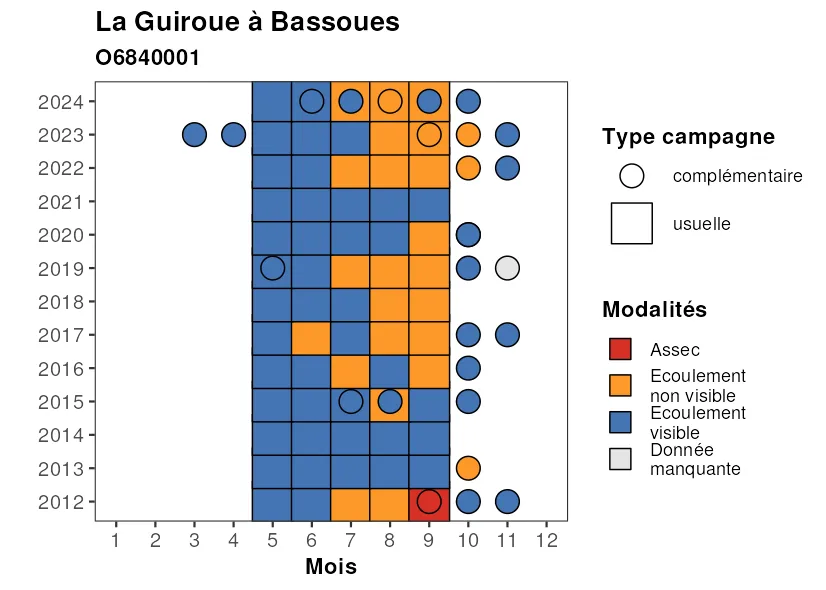 La Guiroue à Bassoues
O6840001
2024
2023
2022
2021
2020
2019
2018
2017
2016
2015
2014
2013
2012
1 2 3 4 5 6 7 8 9 10 11 12
Mois
Type campagne
complémentaire
usuelle
Modalités
Assec
Ecoulement
non visible
Ecoulement
visible
Donnée
manquante